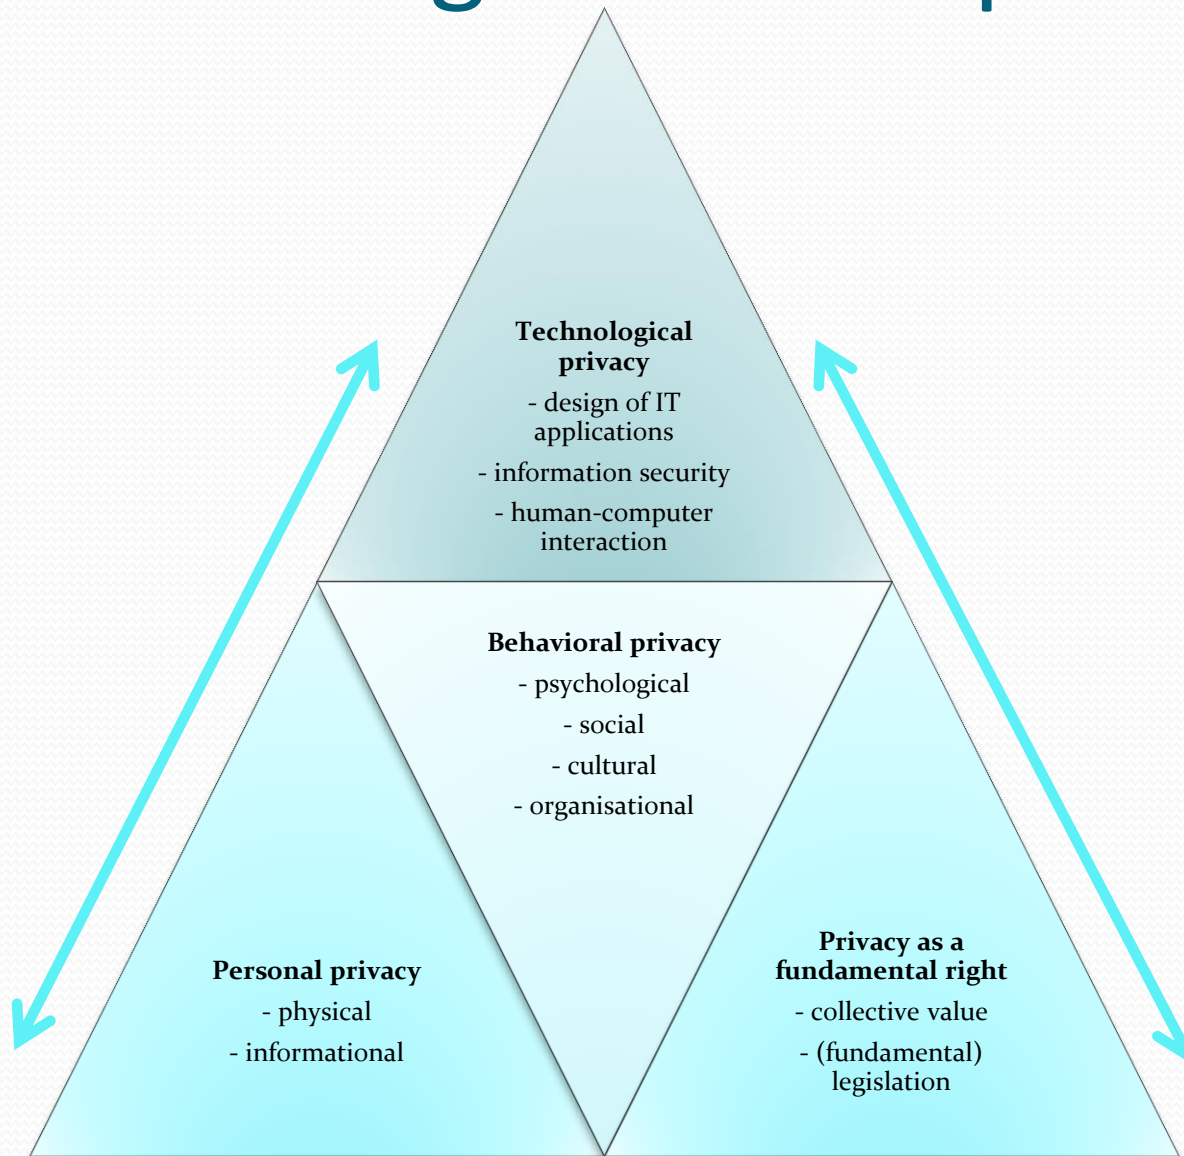 Technological
privacy
- design of IT
applications
- information security
- human-computer
interaction
Behavioral privacy
- psychological
- social
- cultural
- organisational
Personal privacy
- physical
- informational
Privacy as a
fundamental right
- collective value
- (fundamental)
legislation